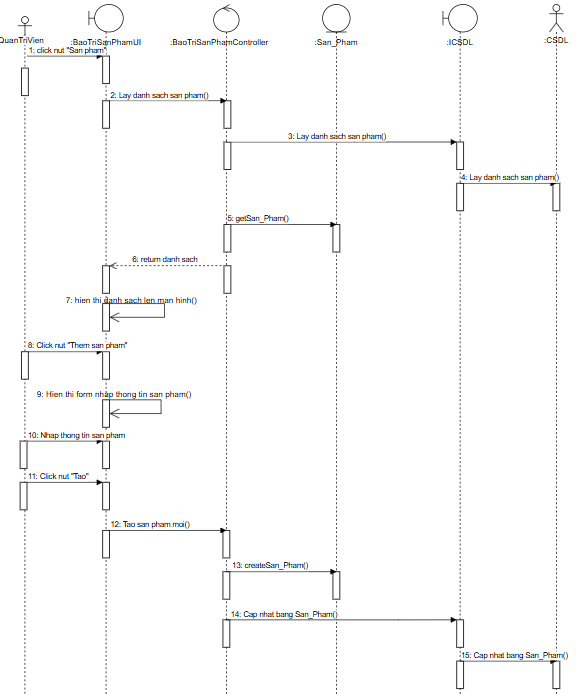 QuanTriVien
:BaoTriSanPhamUI
:BaoTriSanPhamController
:San_Pham
:ICSDL
:CSDL
1: click nut "San pham"
2: Lay danh sach san pham()
3: Lay danh sach san pham()
4: Lay danh sach san pham()
5: getSan_Pham()
6: return danh sach
7: hien thi danh sach len man hinh()
8: Click nut "Them san pham"
9: Hien thi form nhap thong tin san pham()
10: Nhap thong tin san pham
11: Click nut "Tao"
12: Tao san pham moi()
13: createSan_Pham()
14: Cap nhat bang San_Pham()
15: Cap nhat bang San_Pham()